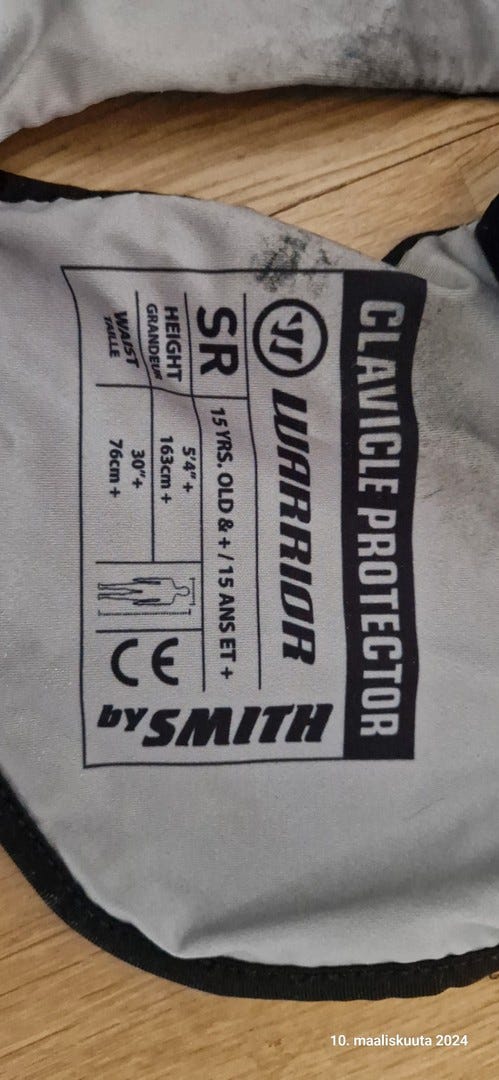 CLAVICLE PROTECTOR
WARRIOR
SR
15 YRS. OLD & + / 15 ANS ET +
HEIGHT
GRANDEUR
5'4" +
163cm +
WAIST
TAILLE
30"+
76cm +
CE
by SMITH
10. maaliskuuta 2024